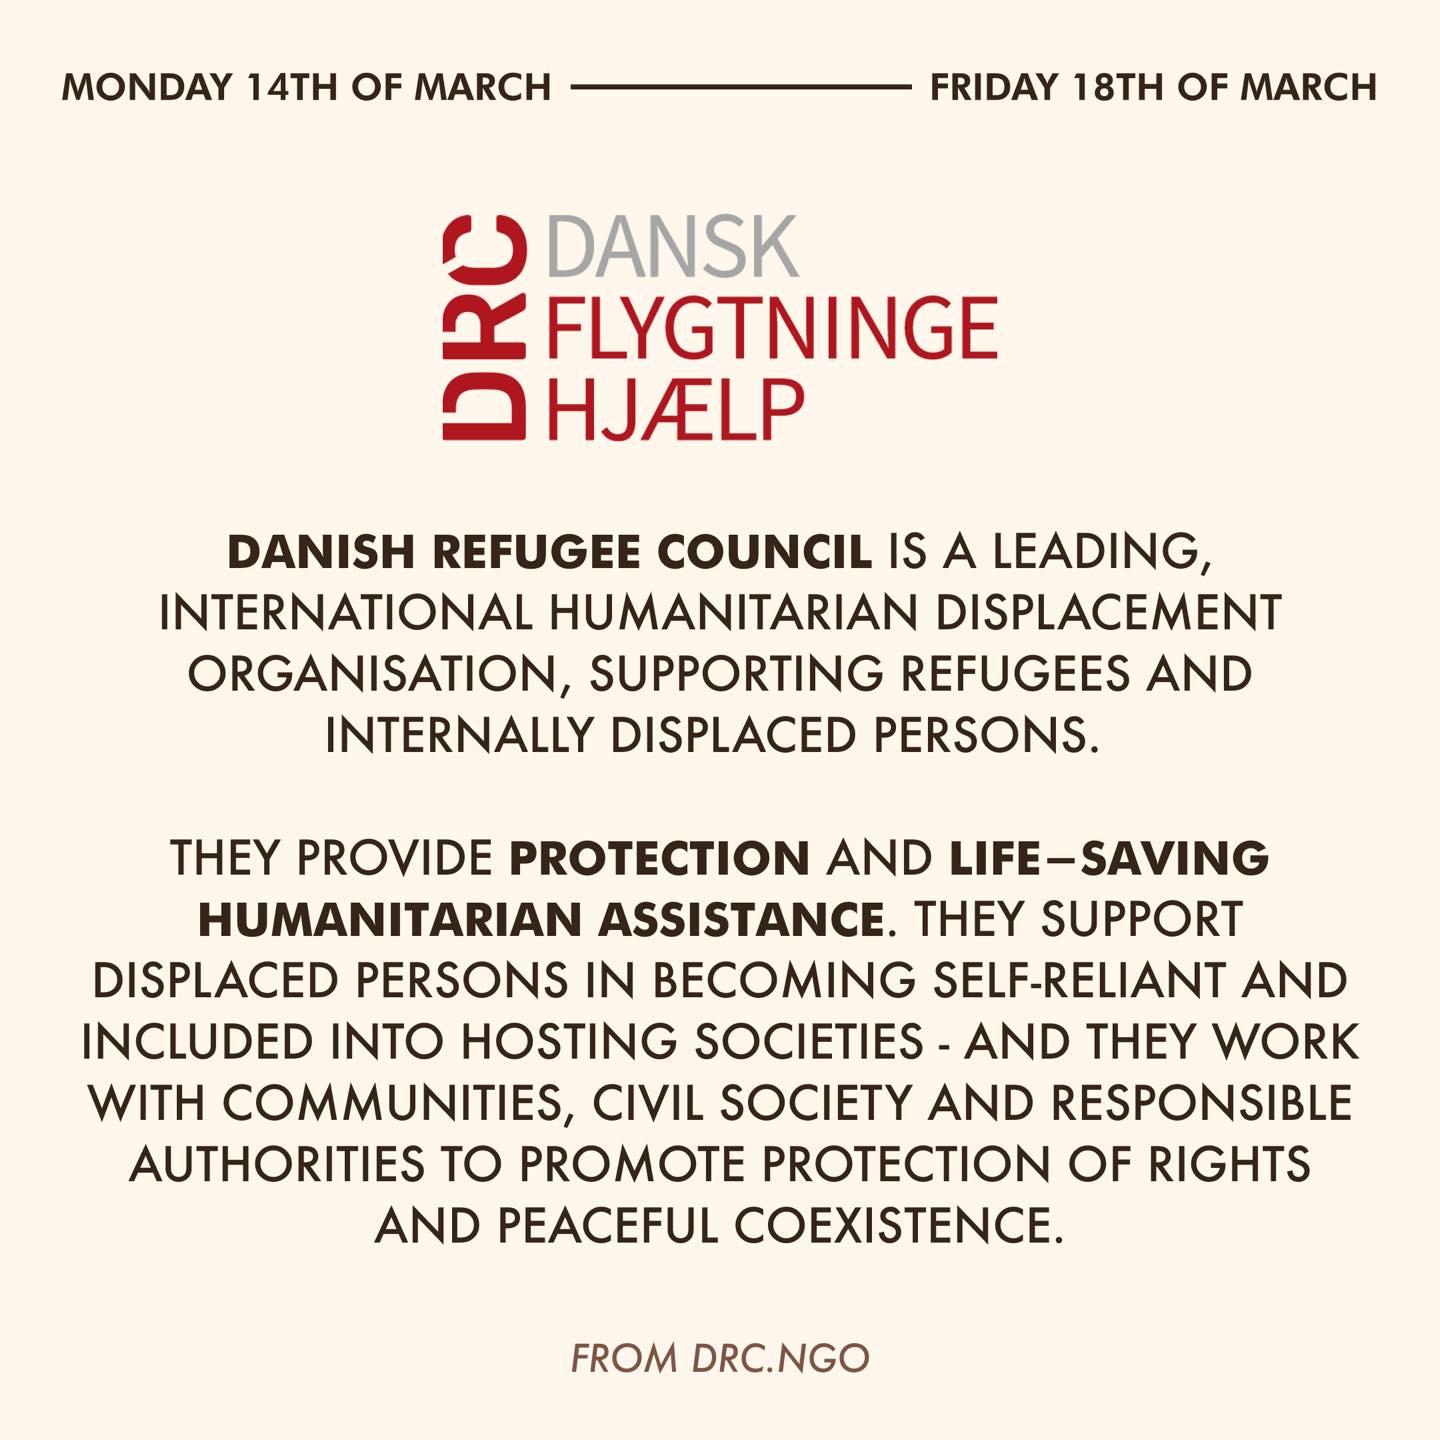 MONDAY 14TH OF MARCH FRIDAY 18TH OF MARCH
DRC
DANSK
FLYGTNINGE
HJÆLP
DANISH REFUGEE COUNCIL IS A LEADING,
INTERNATIONAL HUMANITARIAN DISPLACEMENT
ORGANISATION, SUPPORTING REFUGEES AND
INTERNALLY DISPLACED PERSONS.
THEY PROVIDE PROTECTION AND LIFE–SAVING
HUMANITARIAN ASSISTANCE. THEY SUPPORT
DISPLACED PERSONS IN BECOMING SELF-RELIANT AND
INCLUDED INTO HOSTING SOCIETIES - AND THEY WORK
WITH COMMUNITIES, CIVIL SOCIETY AND RESPONSIBLE
AUTHORITIES TO PROMOTE PROTECTION OF RIGHTS
AND PEACEFUL COEXISTENCE.
FROM DRC.NGO